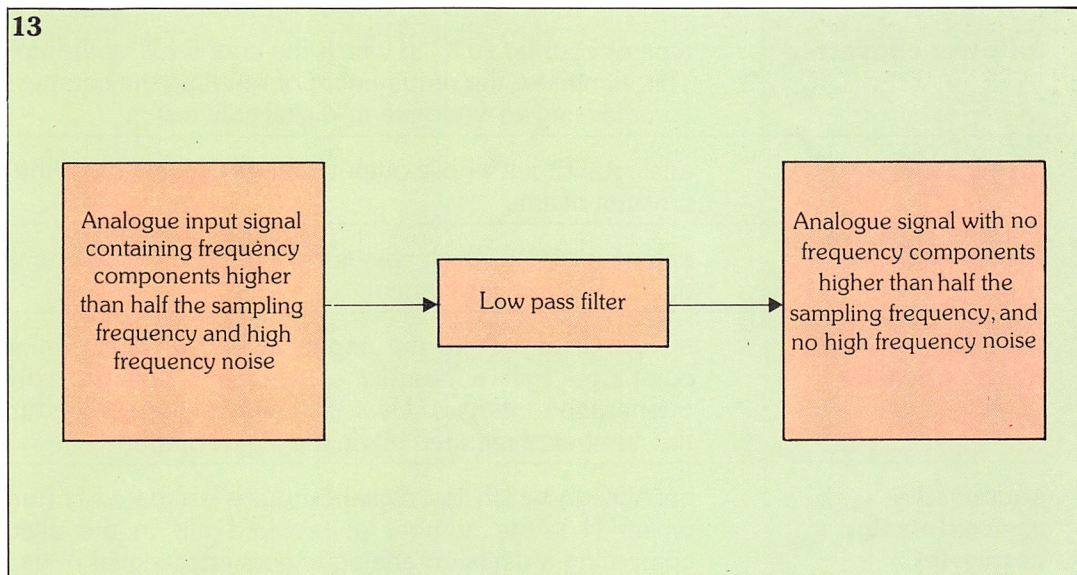 13
Analogue input signal
containing frequency
components higher
than half the sampling
frequency and high
frequency noise
Low pass filter
Analogue signal with no
frequency components
higher than half the
sampling frequency, and
no high frequency noise